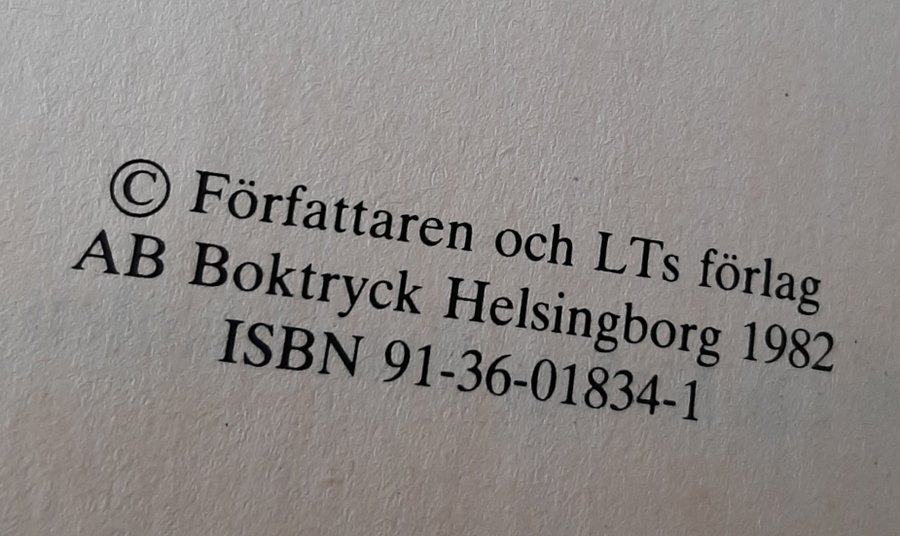 © Författaren och LTs förlag
AB Boktryck Helsingborg 1982
ISBN 91-36-01834-1